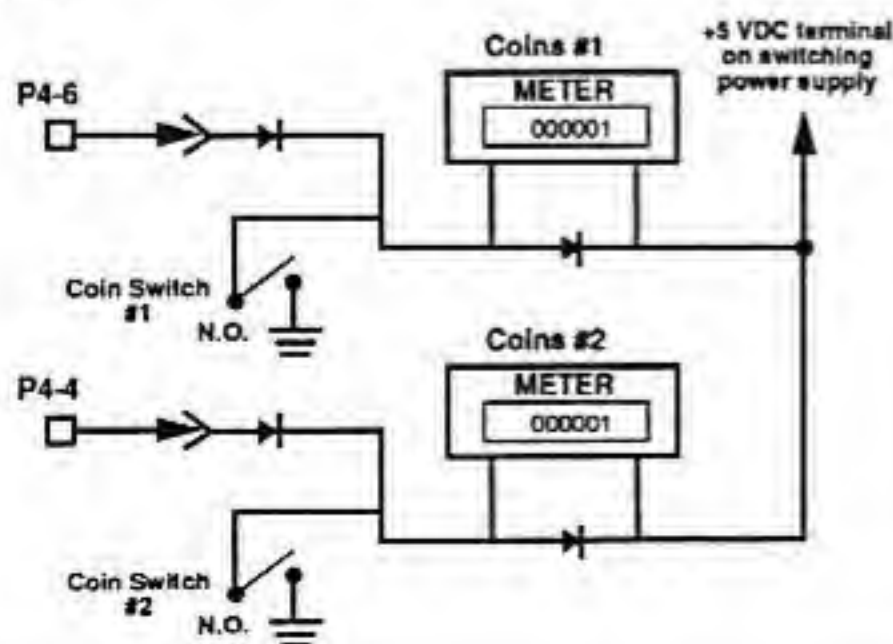 +5 VDC terminal
on switching
power supply
Coins #1
P4-6
METER
000001
Coin Switch
#1
N.O.
Coins #2
P4-4
METER
000001
Coin Switch
#2
N.O.